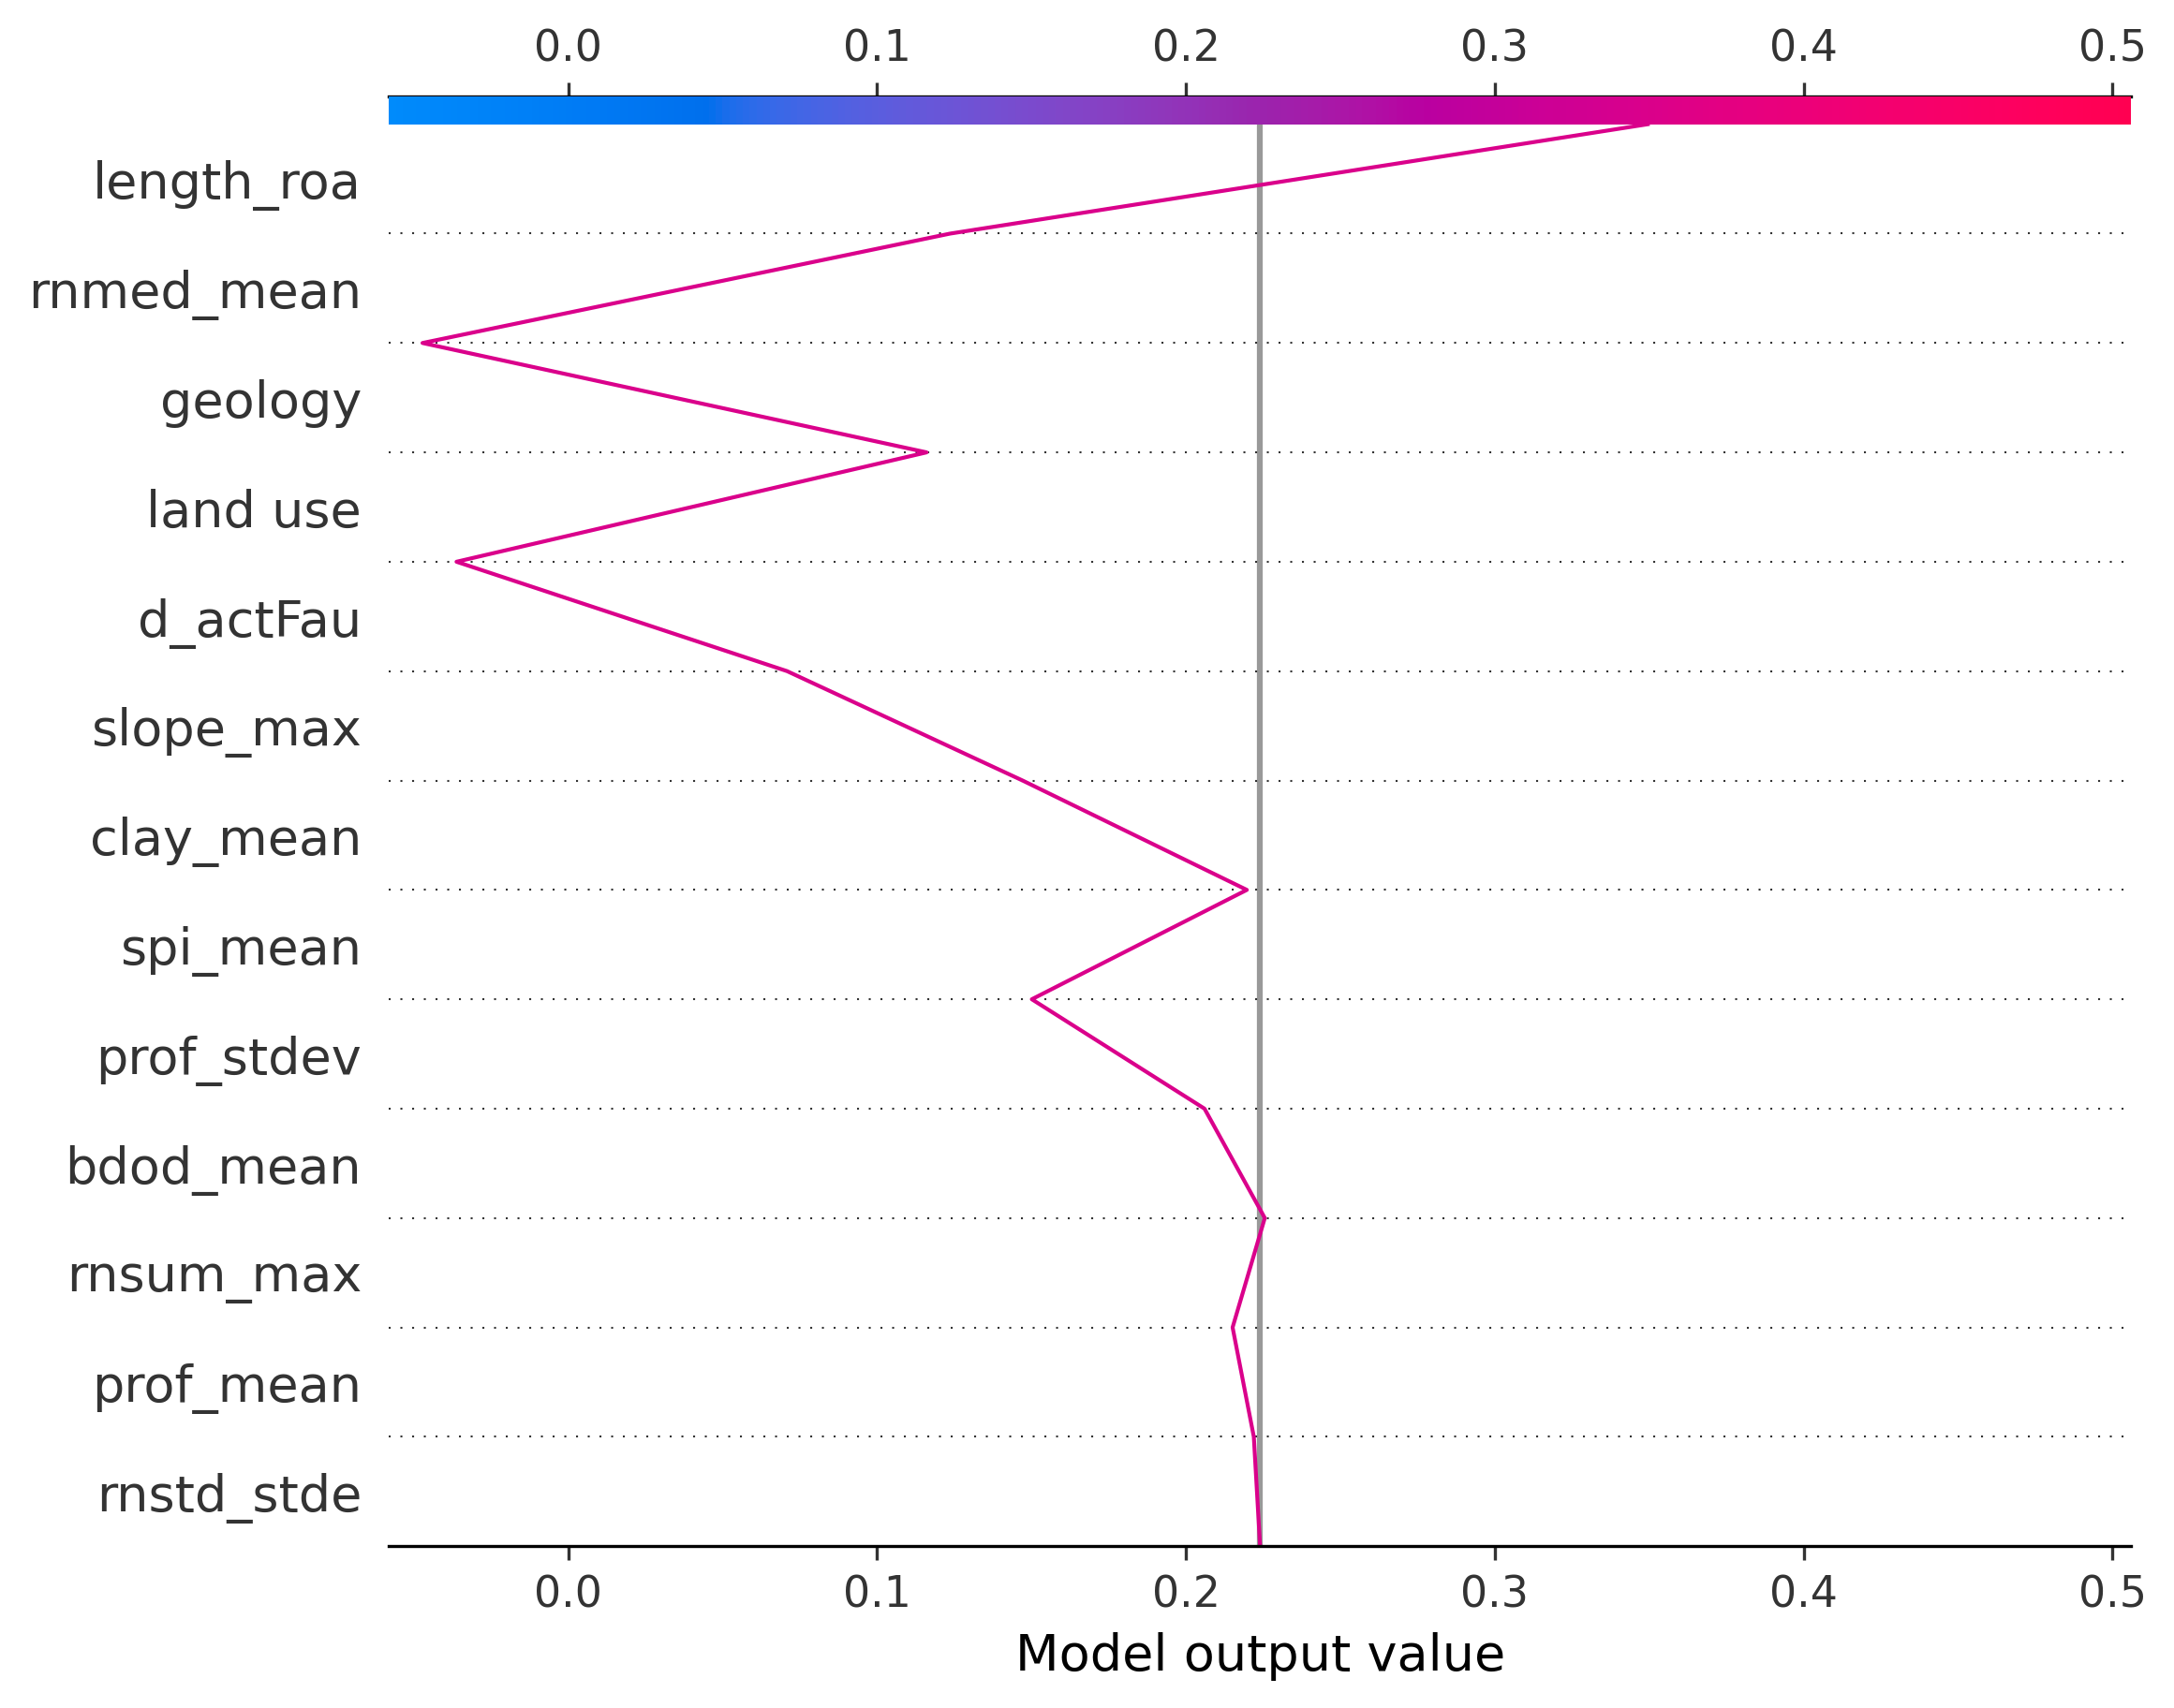 0.0 0.1 0.2 0.3 0.4 0.5
length_roa
rnmed_mean
geology
land use
d_actFau
slope_max
clay_mean
spi_mean
prof_stdev
bdod_mean
rnsum_max
prof_mean
rnstd_stde
0.0 0.1 0.2 0.3 0.4 0.5
Model output value